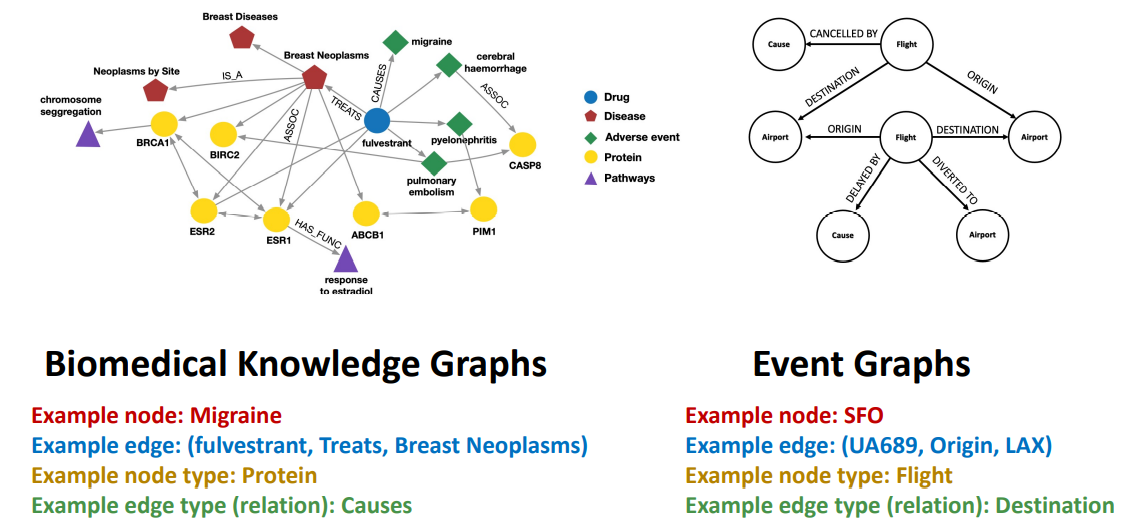 Breast Diseases
Breast Neoplasms
migraine
cerebral
haemorrhage
Neoplasms by Site
IS_A
CAUSES
ASSOC
chromosome
seggregation
TREATS
ASSOC
BRCA1
BIRC2
fulvestrant
pyelonephritis
CASP8
pulmonary
embolism
ESR2
ESR1
ABCB1
PIM1
HAS_FUNC
response
to estradiol
Drug
Disease
Adverse event
Protein
Pathways
Cause
CANCELLED BY
Flight
DESTINATION
ORIGIN
Airport
ORIGIN
Flight
DESTINATION
Airport
DELAYED BY
DIVERTED TO
Cause
Airport
Biomedical Knowledge Graphs
Example node: Migraine
Example edge: (fulvestrant, Treats, Breast Neoplasms)
Example node type: Protein
Example edge type (relation): Causes
Event Graphs
Example node: SFO
Example edge: (UA689, Origin, LAX)
Example node type: Flight
Example edge type (relation): Destination